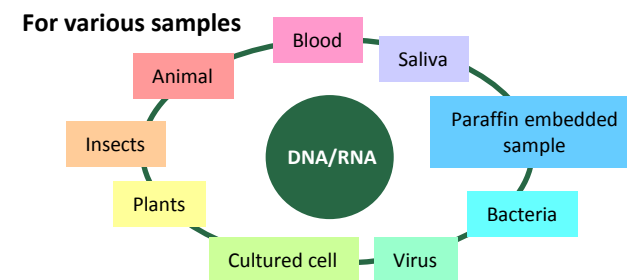 For various samples
Blood
Saliva
Animal
Paraffin embedded
sample
Insects
DNA/RNA
Plants
Bacteria
Cultured cell
Virus